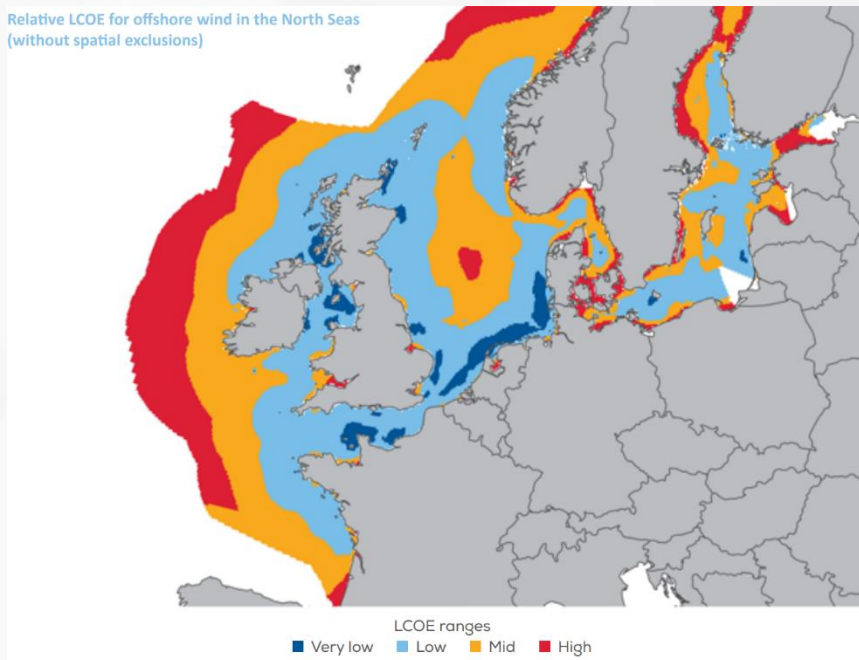 Relative LCOE for offshore wind in the North Seas
(without spatial exclusions)
LCOE ranges
Very low Low Mid High